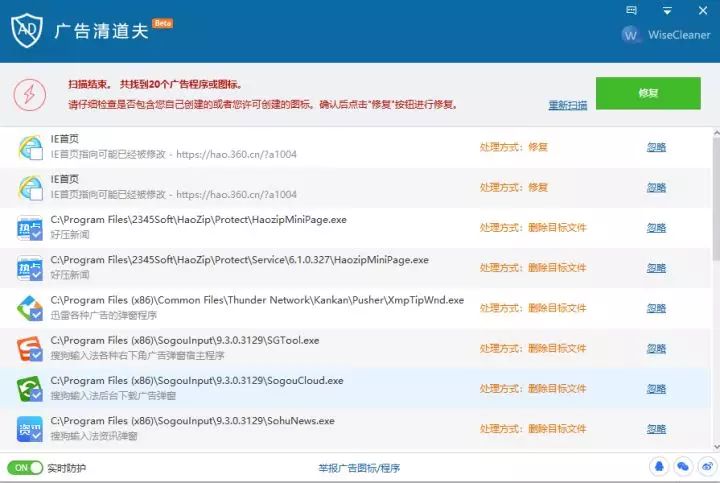 AD 广告清道夫 Beta
W WiseCleaner
扫描结束。 共找到20个广告程序或图标。
请仔细检查是否包含您自己创建的或者您许可创建的图标。确认后点击"修复"按钮进行修复。
重新扫描
修复
IE首页
IE首页指向可能已经被修改 - https://hao.360.cn/?a1004
处理方式：修复
忽略
IE首页
IE首页指向可能已经被修改 - https://hao.360.cn/?a1004
处理方式：修复
忽略
热点
C:\Program Files\2345Soft\HaoZip\Protect\HaozipMiniPage.exe
好压新闻
处理方式：删除目标文件
忽略
热点
C:\Program Files\2345Soft\HaoZip\Protect\Service\6.1.0.327\HaozipMiniPage.exe
好压新闻
处理方式：删除目标文件
忽略
C:\Program Files (x86)\Common Files\Thunder Network\Kankan\Pusher\XmpTipWnd.exe
迅雷各种广告的弹窗程序
处理方式：删除目标文件
忽略
C:\Program Files (x86)\SogouInput\9.3.0.3129\SGTool.exe
搜狗输入法各种右下角广告弹窗宿主程序
处理方式：删除目标文件
忽略
C:\Program Files (x86)\SogouInput\9.3.0.3129\SogouCloud.exe
搜狗输入法后台下载广告弹窗
处理方式：删除目标文件
忽略
资讯
C:\Program Files (x86)\SogouInput\9.3.0.3129\SohuNews.exe
搜狗输入法资讯弹窗
处理方式：删除目标文件
忽略
ON 实时防护
举报广告图标/程序